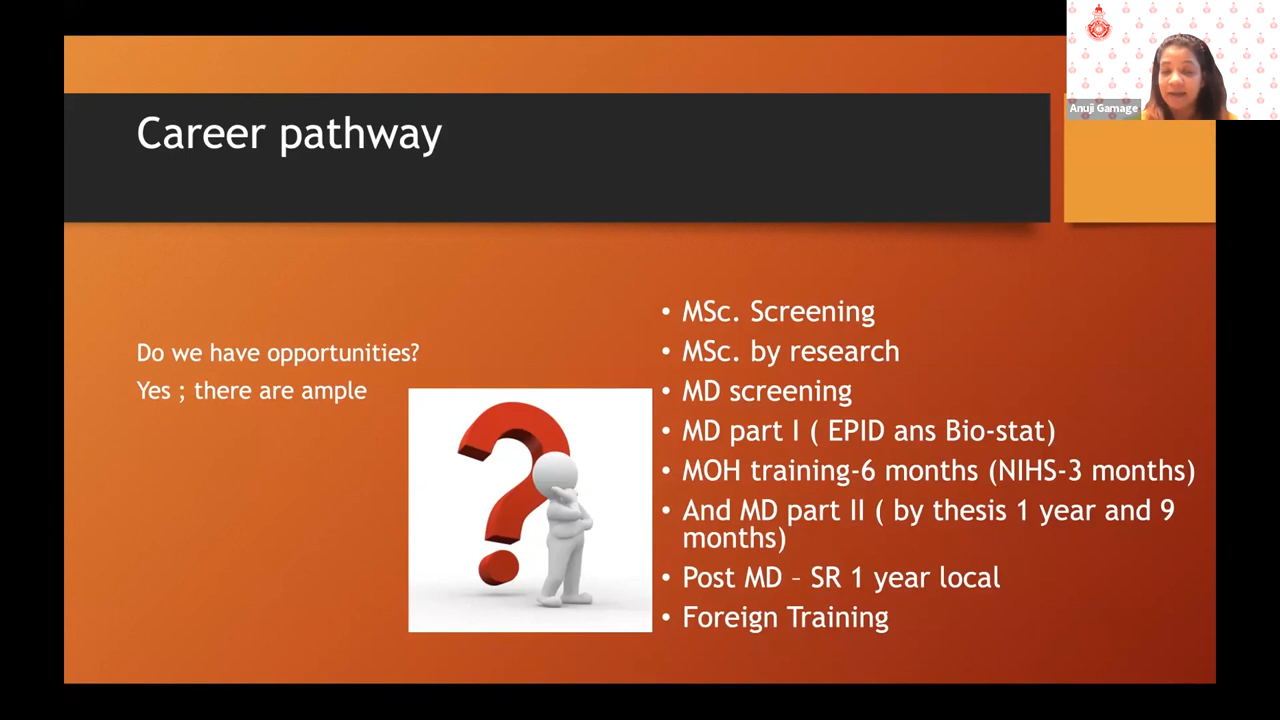 Anuji Gamage
Career pathway
Do we have opportunities?
Yes ; there are ample
• MSc. Screening
• MSc. by research
• MD screening
• MD part I ( EPID ans Bio-stat)
• MOH training-6 months (NIHS-3 months)
• And MD part II ( by thesis 1 year and 9
months)
• Post MD – SR 1 year local
• Foreign Training